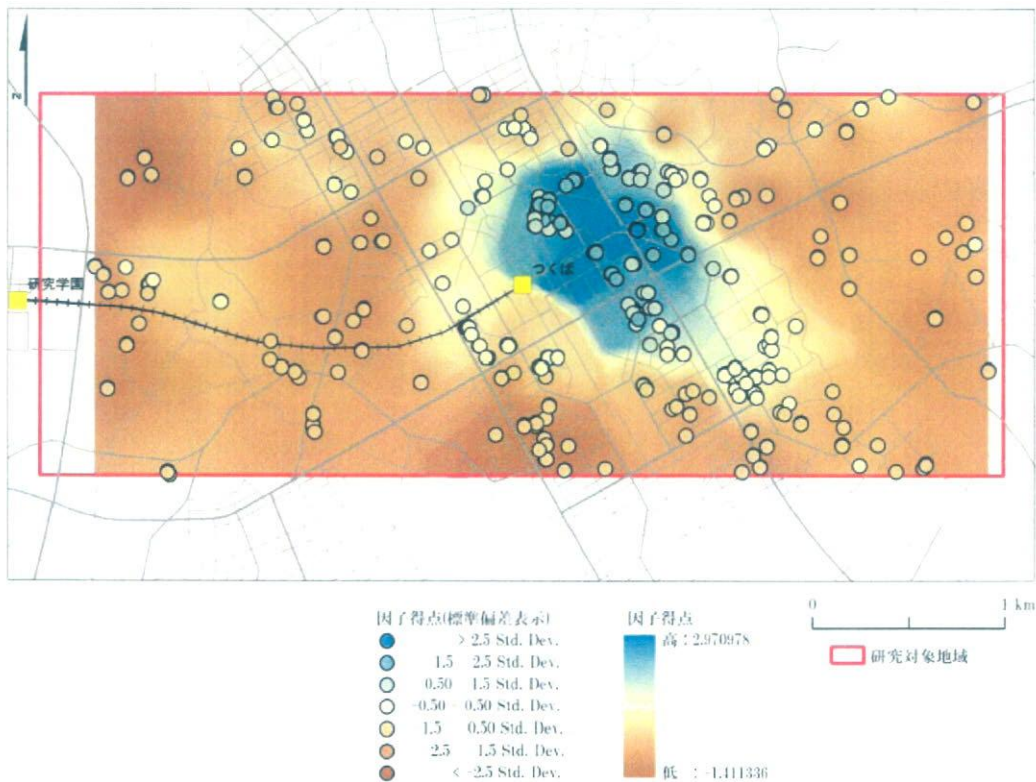 z
研究学園
つくば
因子得点(標準偏差表示)
> 2.5 Std. Dev.
1.5 2.5 Std. Dev.
0.50 1.5 Std. Dev.
-0.50 - 0.50 Std. Dev.
1.5 0.50 Std. Dev.
2.5 1.5 Std. Dev.
< -2.5 Std. Dev.
因子得点
高 : 2.970978
低 : -1.411336
0 1 km
研究対象地域